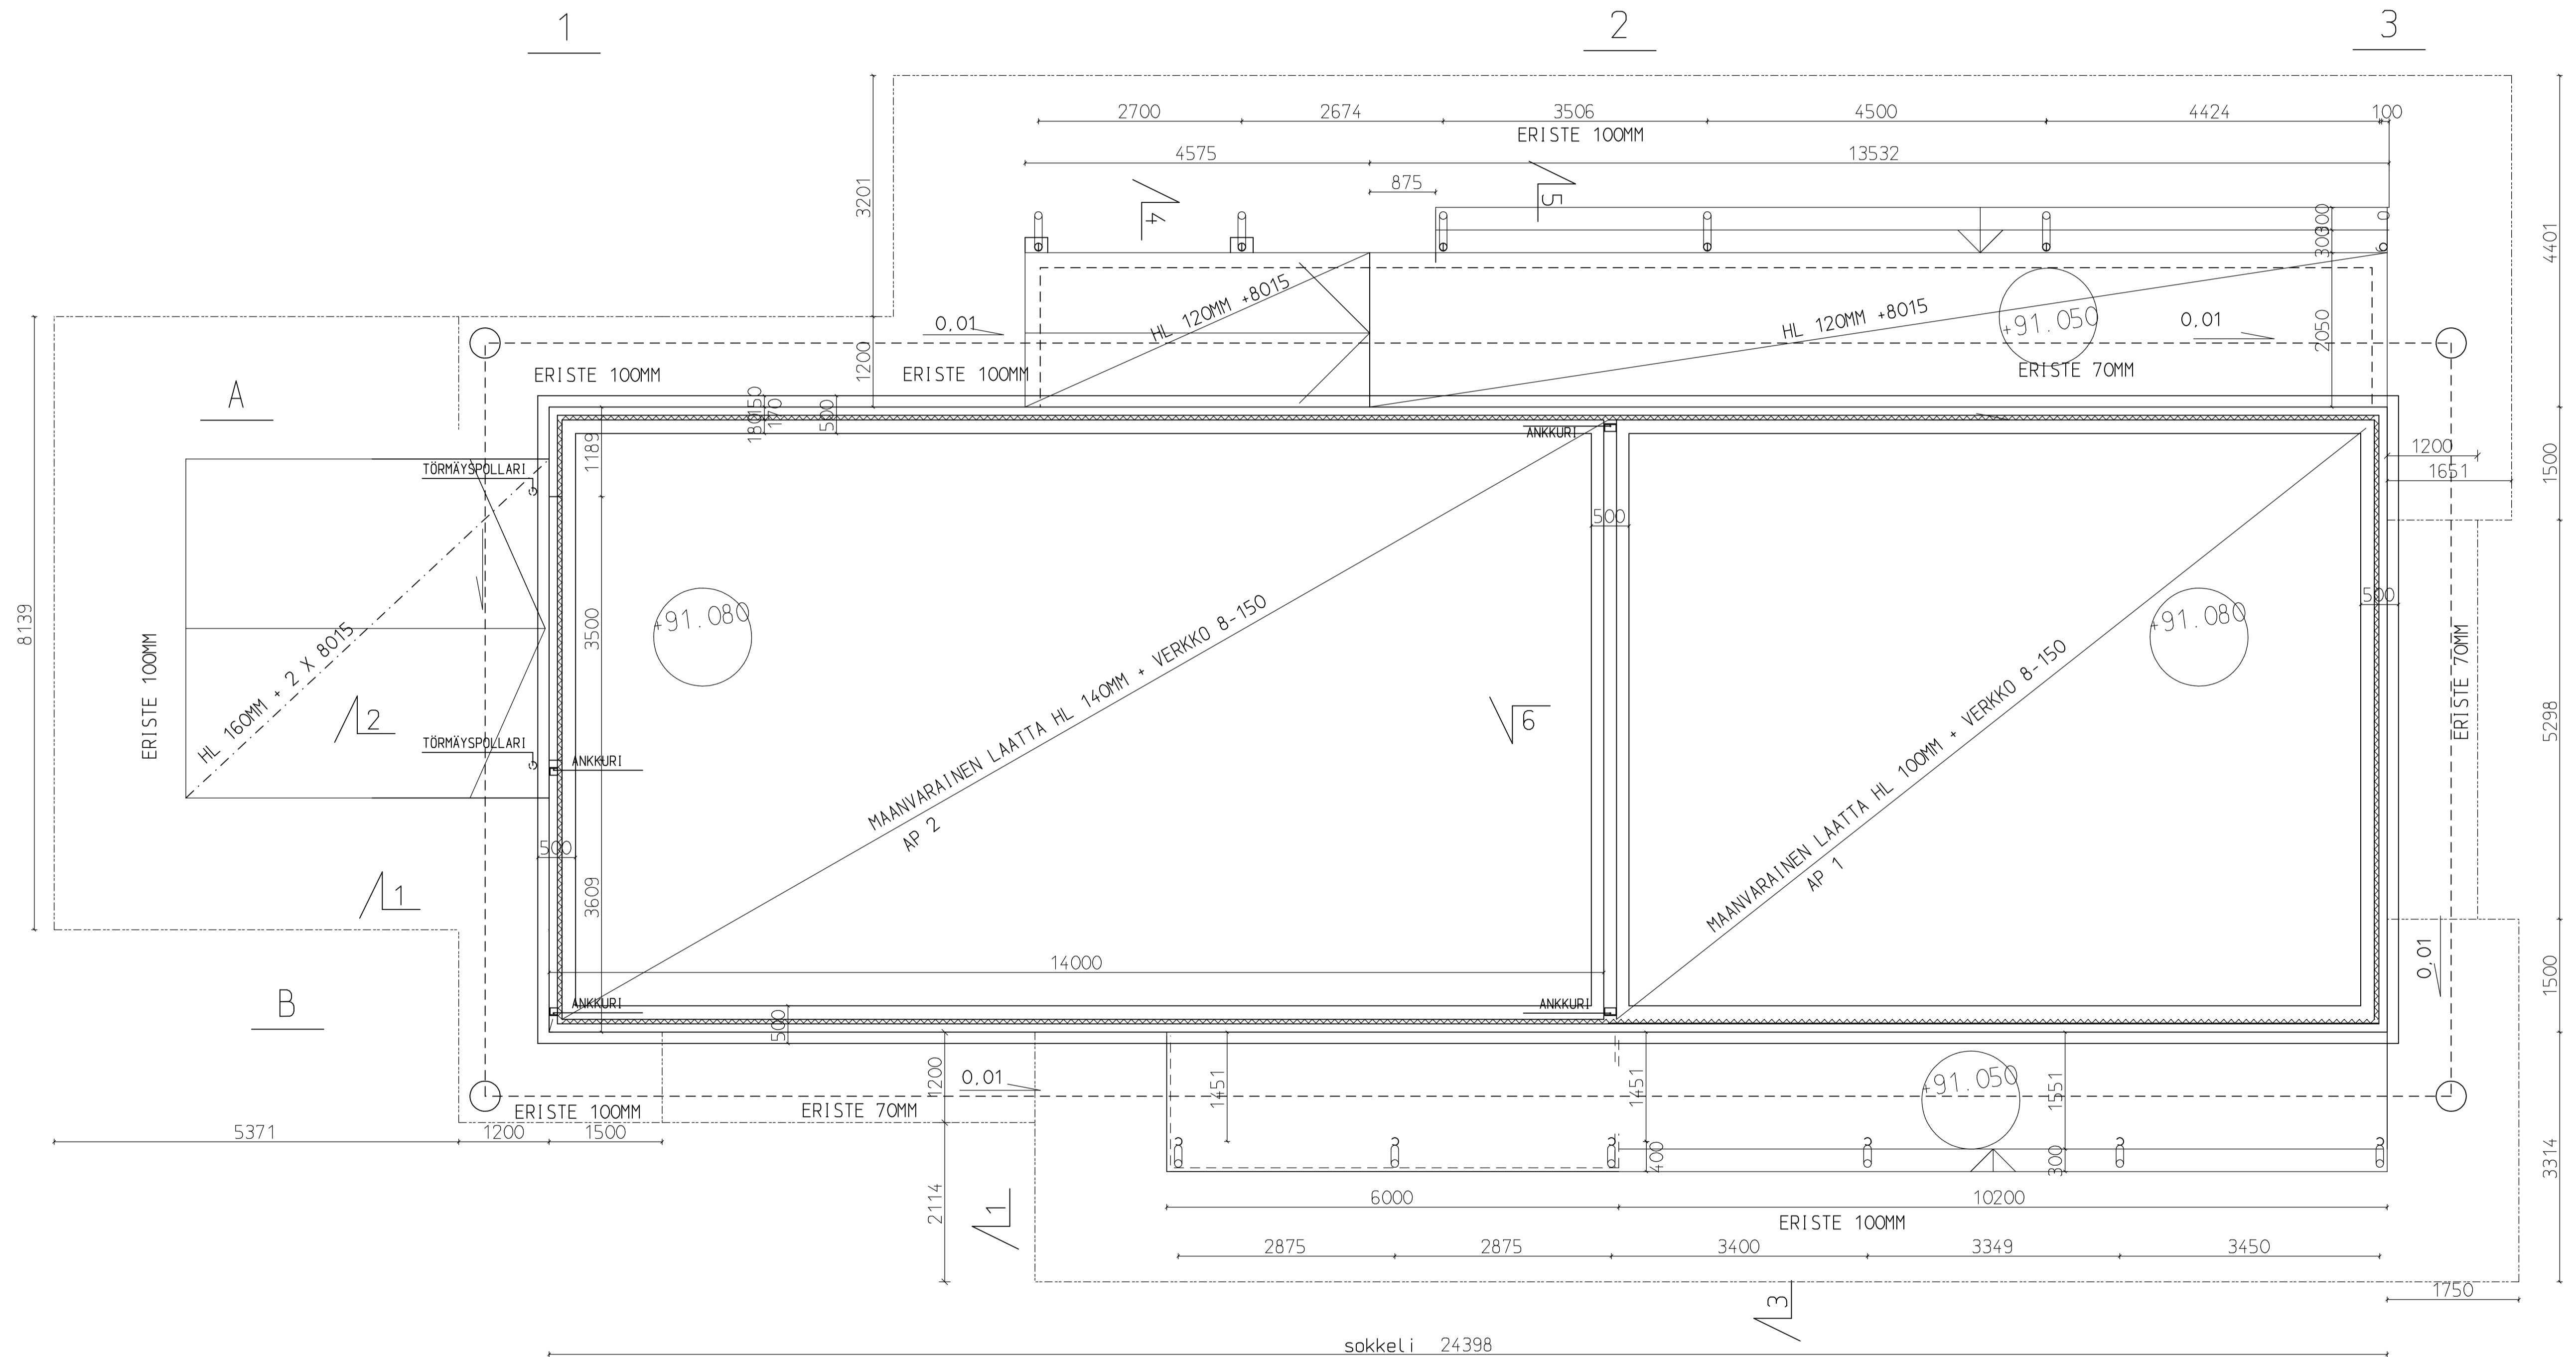 1
2
3
2700
2674
3506
4500
4424
100
ERISTE 100MM
4575
13532
875
3201
4
5
300
300
4401
HL 120MM +8015
HL 120MM +8015
+91.050
0,01
0,01
2050
1200
ERISTE 100MM
ERISTE 100MM
ERISTE 70MM
A
180
150
170
500
1189
ANKKURI
1200
1651
1500
TÖRMÄYSPOLLARI
500
500
8139
ERISTE 100MM
HL 160MM + 2 X 8015
3500
+91.080
MAANVARAINEN LAATTA HL 140MM + VERKKO 8-150
AP 2
+91.080
MAANVARAINEN LAATTA HL 100MM + VERKKO 8-150
AP 1
ERISTE 70MM
5298
2
6
TÖRMÄYSPOLLARI
ANKKURI
500
1
3609
14000
0,01
1500
B
ANKKURI
ANKKURI
500
1200
0,01
1451
1451
1551
+91.050
ERISTE 100MM
ERISTE 70MM
5371
1200
1500
400
300
3314
2114
1
6000
10200
ERISTE 100MM
2875
2875
3400
3349
3450
1750
3
sokkeli 24398